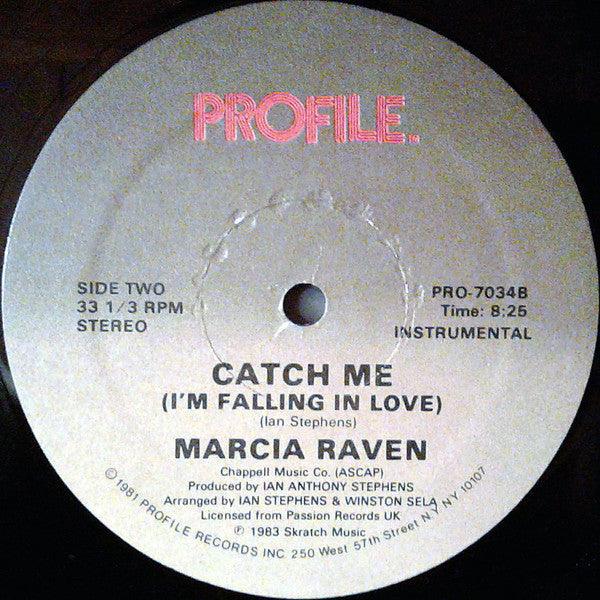 PROFILE™
SIDE TWO
33 1/3 RPM
STEREO
PRO-7034B
Time: 8:25
INSTRUMENTAL
CATCH ME
(I'M FALLING IN LOVE)
(Ian Stephens)
MARCIA RAVEN
Chappell Music Co. (ASCAP)
Produced by IAN ANTHONY STEPHENS
Arranged by IAN STEPHENS & WINSTON SELA
Licensed from Passion Records UK
℗ 1983 Skratch Music
©1981 PROFILE RECORDS INC 250 West 57th Street N.Y. NY 10107